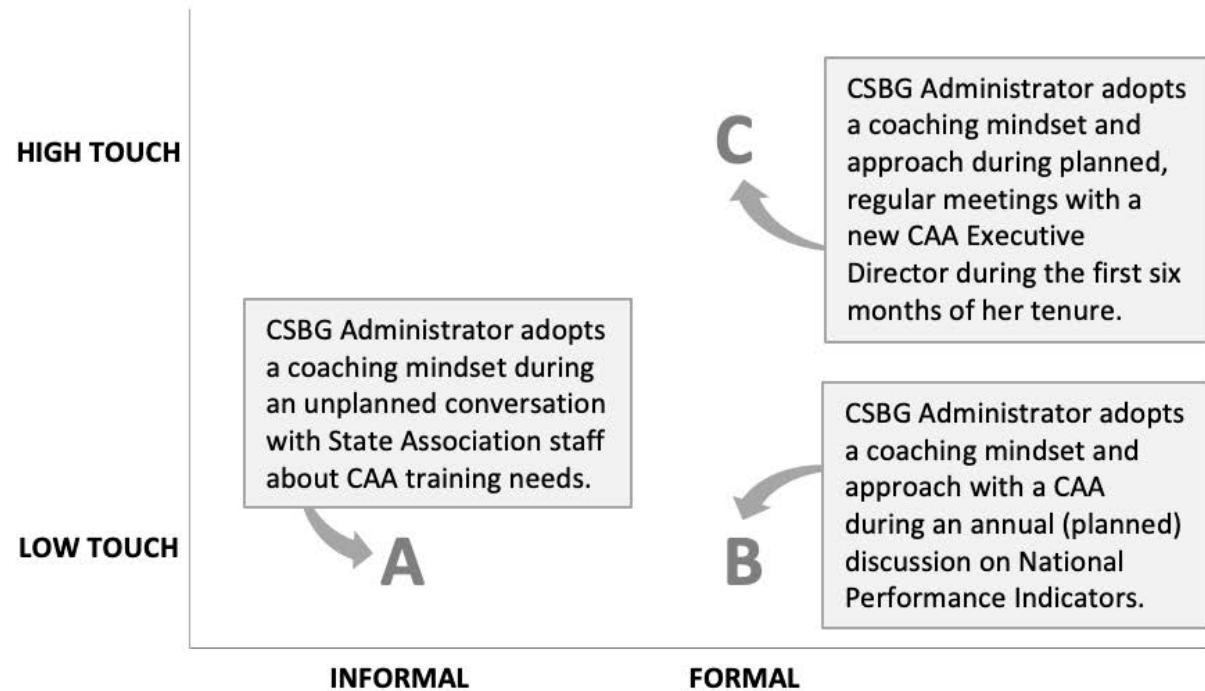 HIGH TOUCH
C
CSBG Administrator adopts
a coaching mindset and
approach during planned,
regular meetings with a
new CAA Executive
Director during the first six
months of her tenure.
CSBG Administrator adopts
a coaching mindset during
an unplanned conversation
with State Association staff
about CAA training needs.
CSBG Administrator adopts
a coaching mindset and
approach with a CAA
during an annual (planned)
discussion on National
Performance Indicators.
LOW TOUCH
A
B
INFORMAL
FORMAL